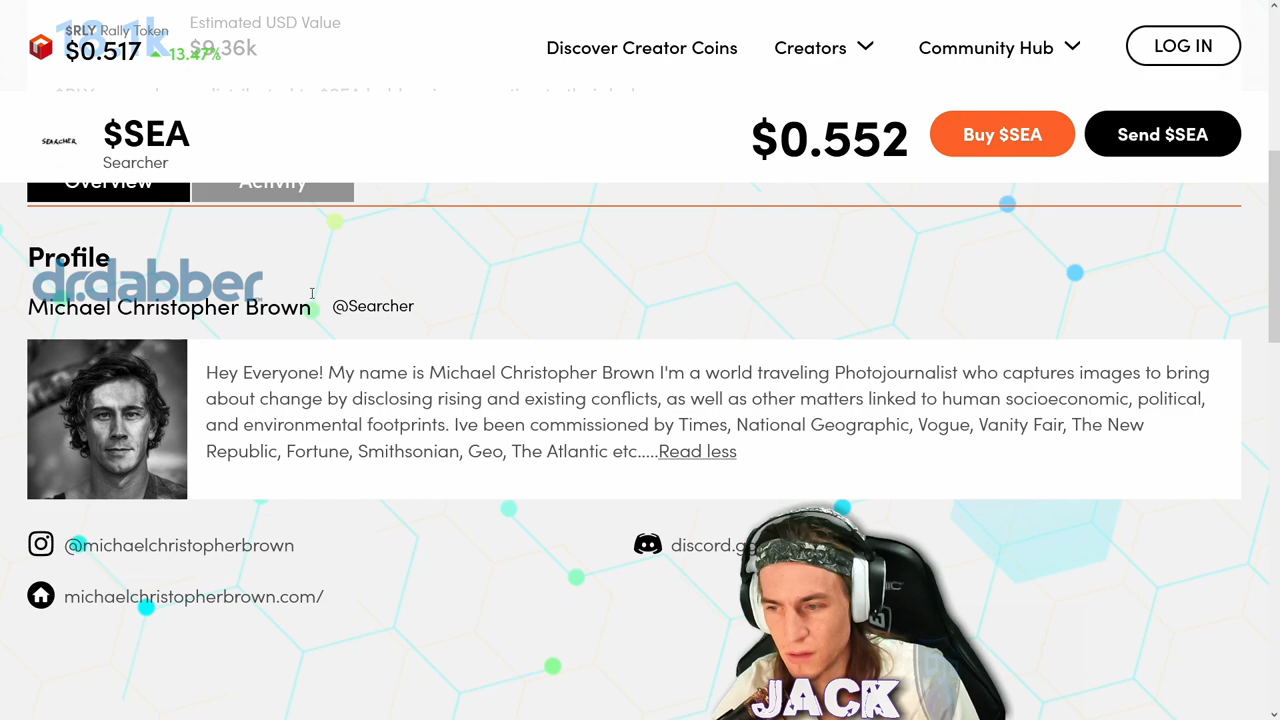 $RLY Rally Token
Estimated USD Value
18.1k
$0.517 13.47%
$9.36k
Discover Creator Coins
Creators
Community Hub
LOG IN
SEARCHER
$SEA
Searcher
$0.552
Buy $SEA
Send $SEA
Overview
Activity
Profile
dr.dabber
Michael Christopher Brown @Searcher
Hey Everyone! My name is Michael Christopher Brown I'm a world traveling Photojournalist who captures images to bring
about change by disclosing rising and existing conflicts, as well as other matters linked to human socioeconomic, political,
and environmental footprints. Ive been commissioned by Times, National Geographic, Vogue, Vanity Fair, The New
Republic, Fortune, Smithsonian, Geo, The Atlantic etc.....Read less
@michaelchristopherbrown
discord.gg
michaelchristopherbrown.com/
JACK